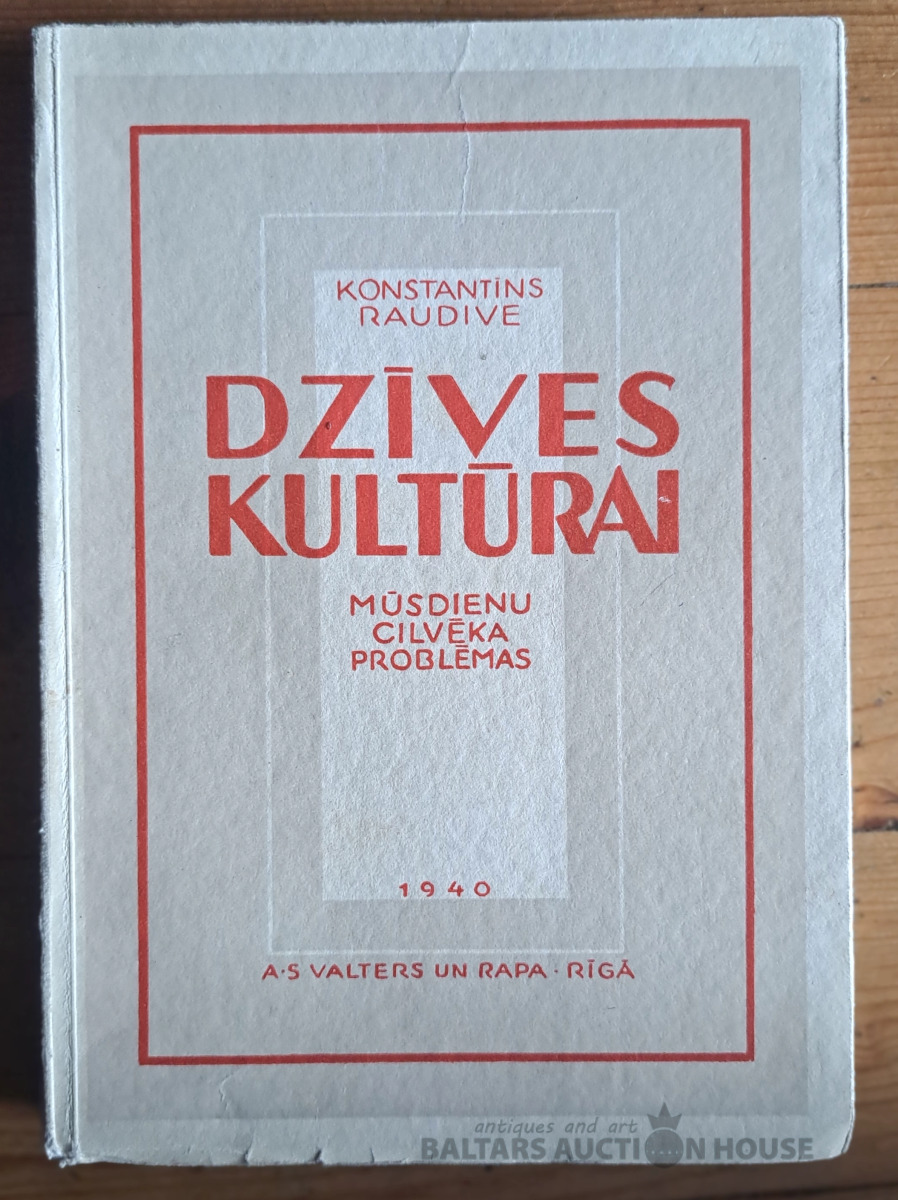 KONSTANTĪNS
RAUDIVE
DZĪVES
KULTŪRAI
MŪSDIENU
CILVĒKA
PROBLĒMAS
1940
A·S VALTERS UN RAPA · RĪGĀ
antiques and art
BALTARS AUCTION HOUSE